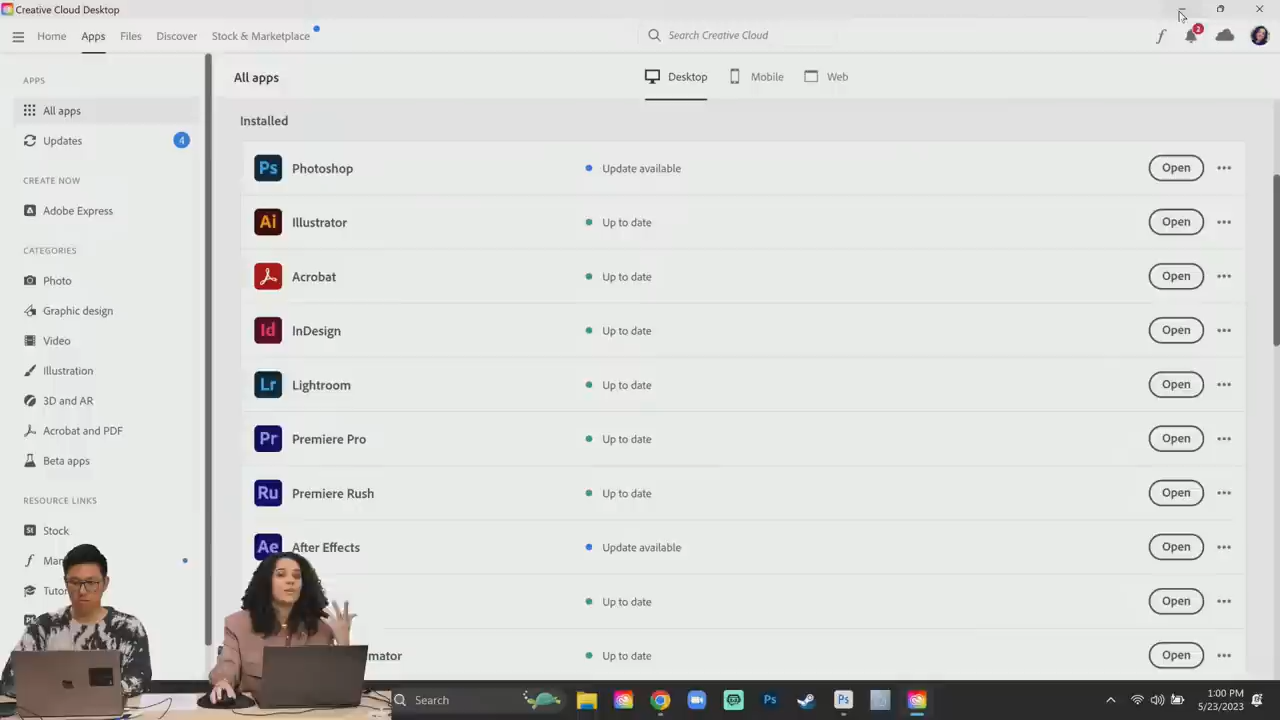 Creative Cloud Desktop
Home Apps Files Discover Stock & Marketplace
Search Creative Cloud
2
APPS
All apps
Updates 4
CREATE NOW
Adobe Express
CATEGORIES
Photo
Graphic design
Video
Illustration
3D and AR
Acrobat and PDF
Beta apps
RESOURCE LINKS
St Stock
All apps
Desktop Mobile Web
Installed
Ps Photoshop Update available Open
Ai Illustrator Up to date Open
Acrobat Up to date Open
Id InDesign Up to date Open
Lr Lightroom Up to date Open
Pr Premiere Pro Up to date Open
Ru Premiere Rush Up to date Open
Ae After Effects Update available Open
Up to date Open
Up to date Open
Search
Ps
Ps
1:00 PM
5/23/2023